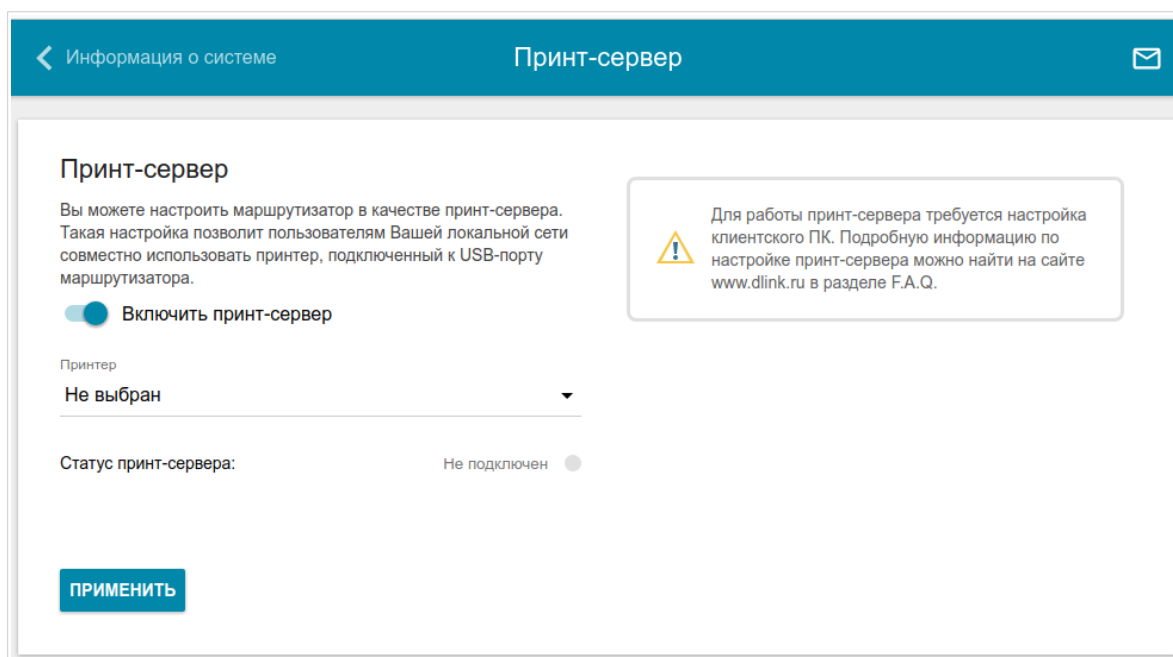 Информация о системе
Принт-сервер
Принт-сервер
Вы можете настроить маршрутизатор в качестве принт-сервера.
Такая настройка позволит пользователям Вашей локальной сети
совместно использовать принтер, подключенный к USB-порту
маршрутизатора.
Включить принт-сервер
Принтер
Не выбран
Статус принт-сервера:
Не подключен
ПРИМЕНИТЬ
Для работы принт-сервера требуется настройка
клиентского ПК. Подробную информацию по
настройке принт-сервера можно найти на сайте
www.dlink.ru в разделе F.A.Q.